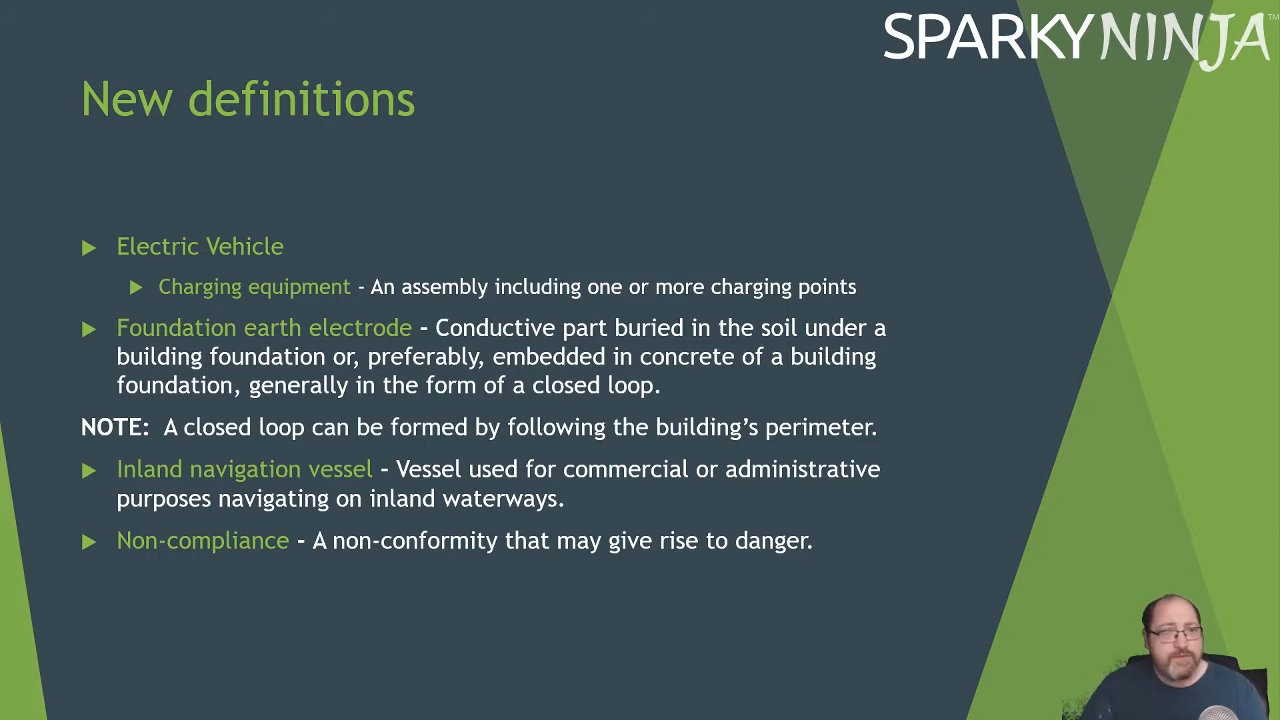 SPARKYNINJA™
New definitions
Electric Vehicle
Charging equipment – An assembly including one or more charging points
Foundation earth electrode – Conductive part buried in the soil under a
building foundation or, preferably, embedded in concrete of a building
foundation, generally in the form of a closed loop.
NOTE: A closed loop can be formed by following the building’s perimeter.
Inland navigation vessel – Vessel used for commercial or administrative
purposes navigating on inland waterways.
Non-compliance – A non-conformity that may give rise to danger.